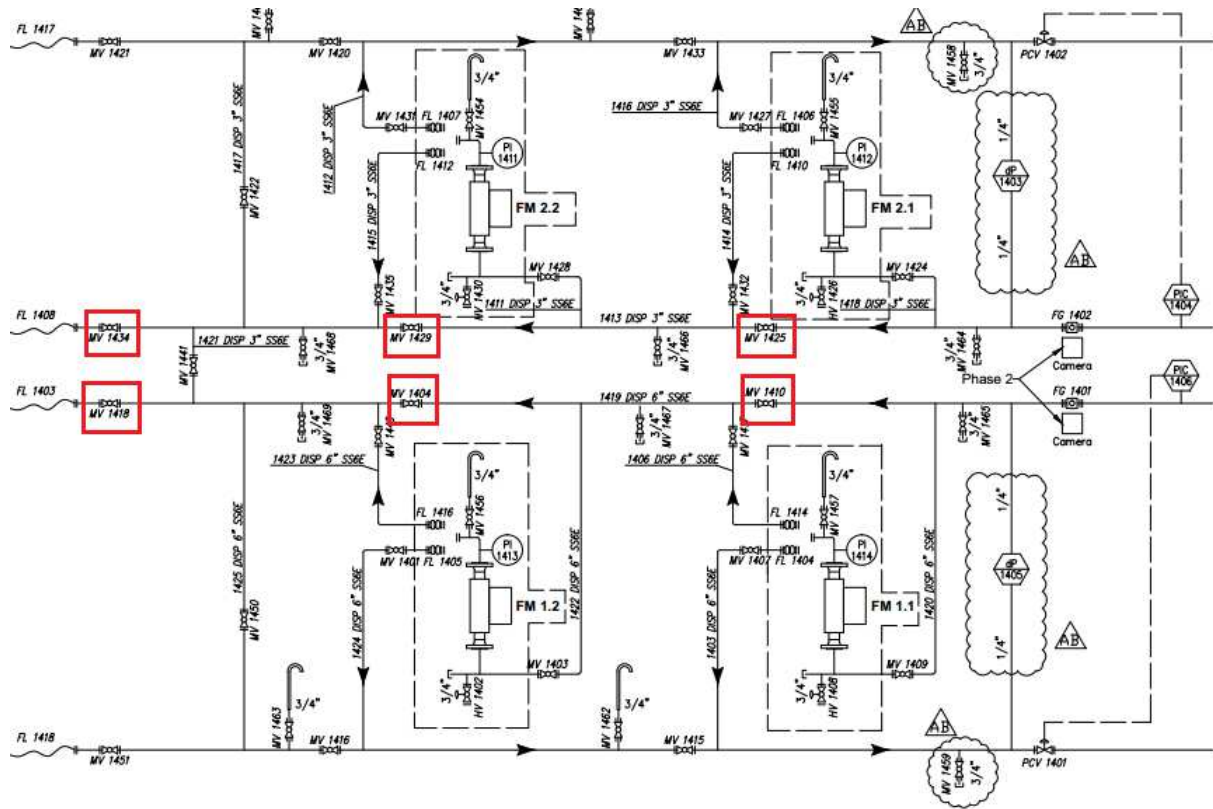 FL 1417
MV 1421
MV 1420
MV 1433
AB
MV 1458
3/4"
PCV 1402
1417 DISP 3" SS6E
MV 1422
1412 DISP 3" SS6E
MV 1431
FL 1407
3/4"
MV 1454
FL 1412
PI
1411
1415 DISP 3" SS6E
FM 2.2
1416 DISP 3" SS6E
MV 1427
FL 1406
3/4"
MV 1455
FL 1410
PI
1412
1414 DISP 3" SS6E
FM 2.1
1/4"
dP
1403
1/4"
AB
MV 1435
3/4"
HV 1430
MV 1428
1411 DISP 3" SS6E
MV 1432
3/4"
HV 1426
MV 1424
1418 DISP 3" SS6E
PIC
1404
FL 1408
MV 1434
1421 DISP 3" SS6E
MV 1441
3/4"
MV 1468
MV 1429
1413 DISP 3" SS6E
3/4"
MV 1466
MV 1425
3/4"
MV 1464
FG 1402
Camera
Phase 2
PIC
1406
FL 1403
MV 1418
3/4"
MV 1469
MV 1404
1419 DISP 6" SS6E
3/4"
MV 1467
MV 1410
MV 1465
3/4"
FG 1401
Camera
1423 DISP 6" SS6E
1406 DISP 6" SS6E
1425 DISP 6" SS6E
MV 1450
3/4"
MV 1456
FL 1416
MV 1401
FL 1405
PI
1413
1424 DISP 6" SS6E
FM 1.2
1422 DISP 6" SS6E
3/4"
MV 1457
FL 1414
MV 1407
FL 1404
PI
1414
1403 DISP 6" SS6E
FM 1.1
1420 DISP 6" SS6E
1/4"
dP
1405
1/4"
AB
3/4"
HV 1402
MV 1403
3/4"
HV 1408
MV 1409
3/4"
MV 1463
3/4"
MV 1462
FL 1418
MV 1451
MV 1416
MV 1415
AB
MV 1459
3/4"
PCV 1401